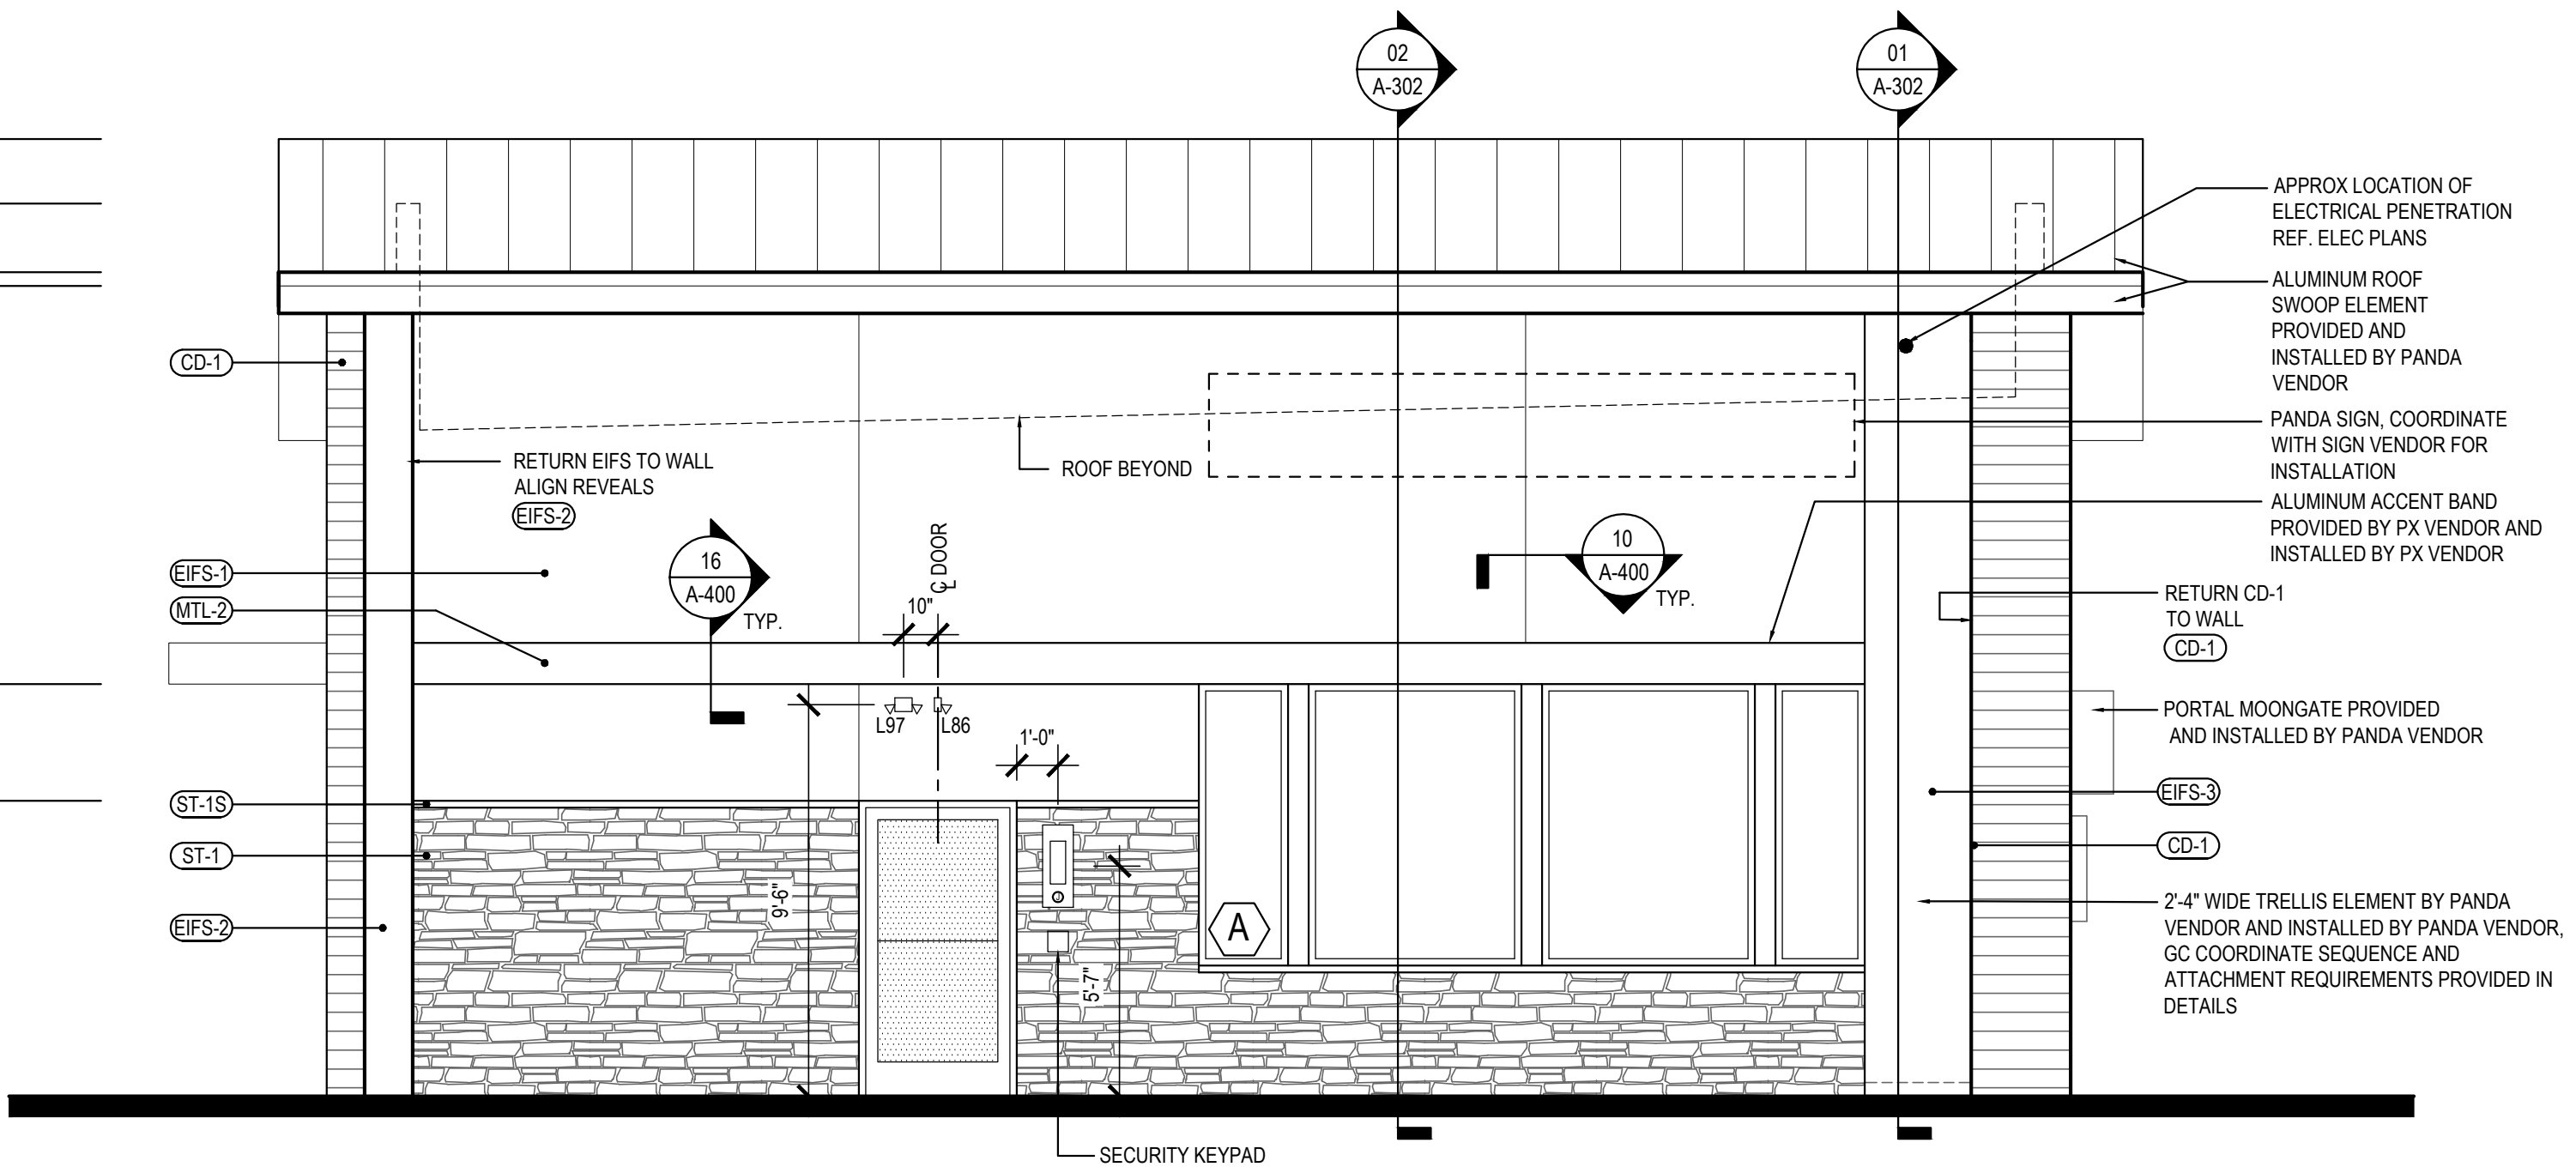 02
A-302
01
A-302
APPROX LOCATION OF
ELECTRICAL PENETRATION
REF. ELEC PLANS
ALUMINUM ROOF
SWOOP ELEMENT
PROVIDED AND
INSTALLED BY PANDA
VENDOR
CD-1
PANDA SIGN, COORDINATE
WITH SIGN VENDOR FOR
INSTALLATION
RETURN EIFS TO WALL
ALIGN REVEALS
EIFS-2
ROOF BEYOND
ALUMINUM ACCENT BAND
PROVIDED BY PX VENDOR AND
INSTALLED BY PX VENDOR
16
A-400
TYP.
CL DOOR
10"
10
A-400
TYP.
EIFS-1
MTL-2
RETURN CD-1
TO WALL
CD-1
L97
L86
1'-0"
PORTAL MOONGATE PROVIDED
AND INSTALLED BY PANDA VENDOR
ST-1S
EIFS-3
ST-1
CD-1
9'-6"
5'-7"
J
A
EIFS-2
2'-4" WIDE TRELLIS ELEMENT BY PANDA
VENDOR AND INSTALLED BY PANDA VENDOR,
GC COORDINATE SEQUENCE AND
ATTACHMENT REQUIREMENTS PROVIDED IN
DETAILS
SECURITY KEYPAD